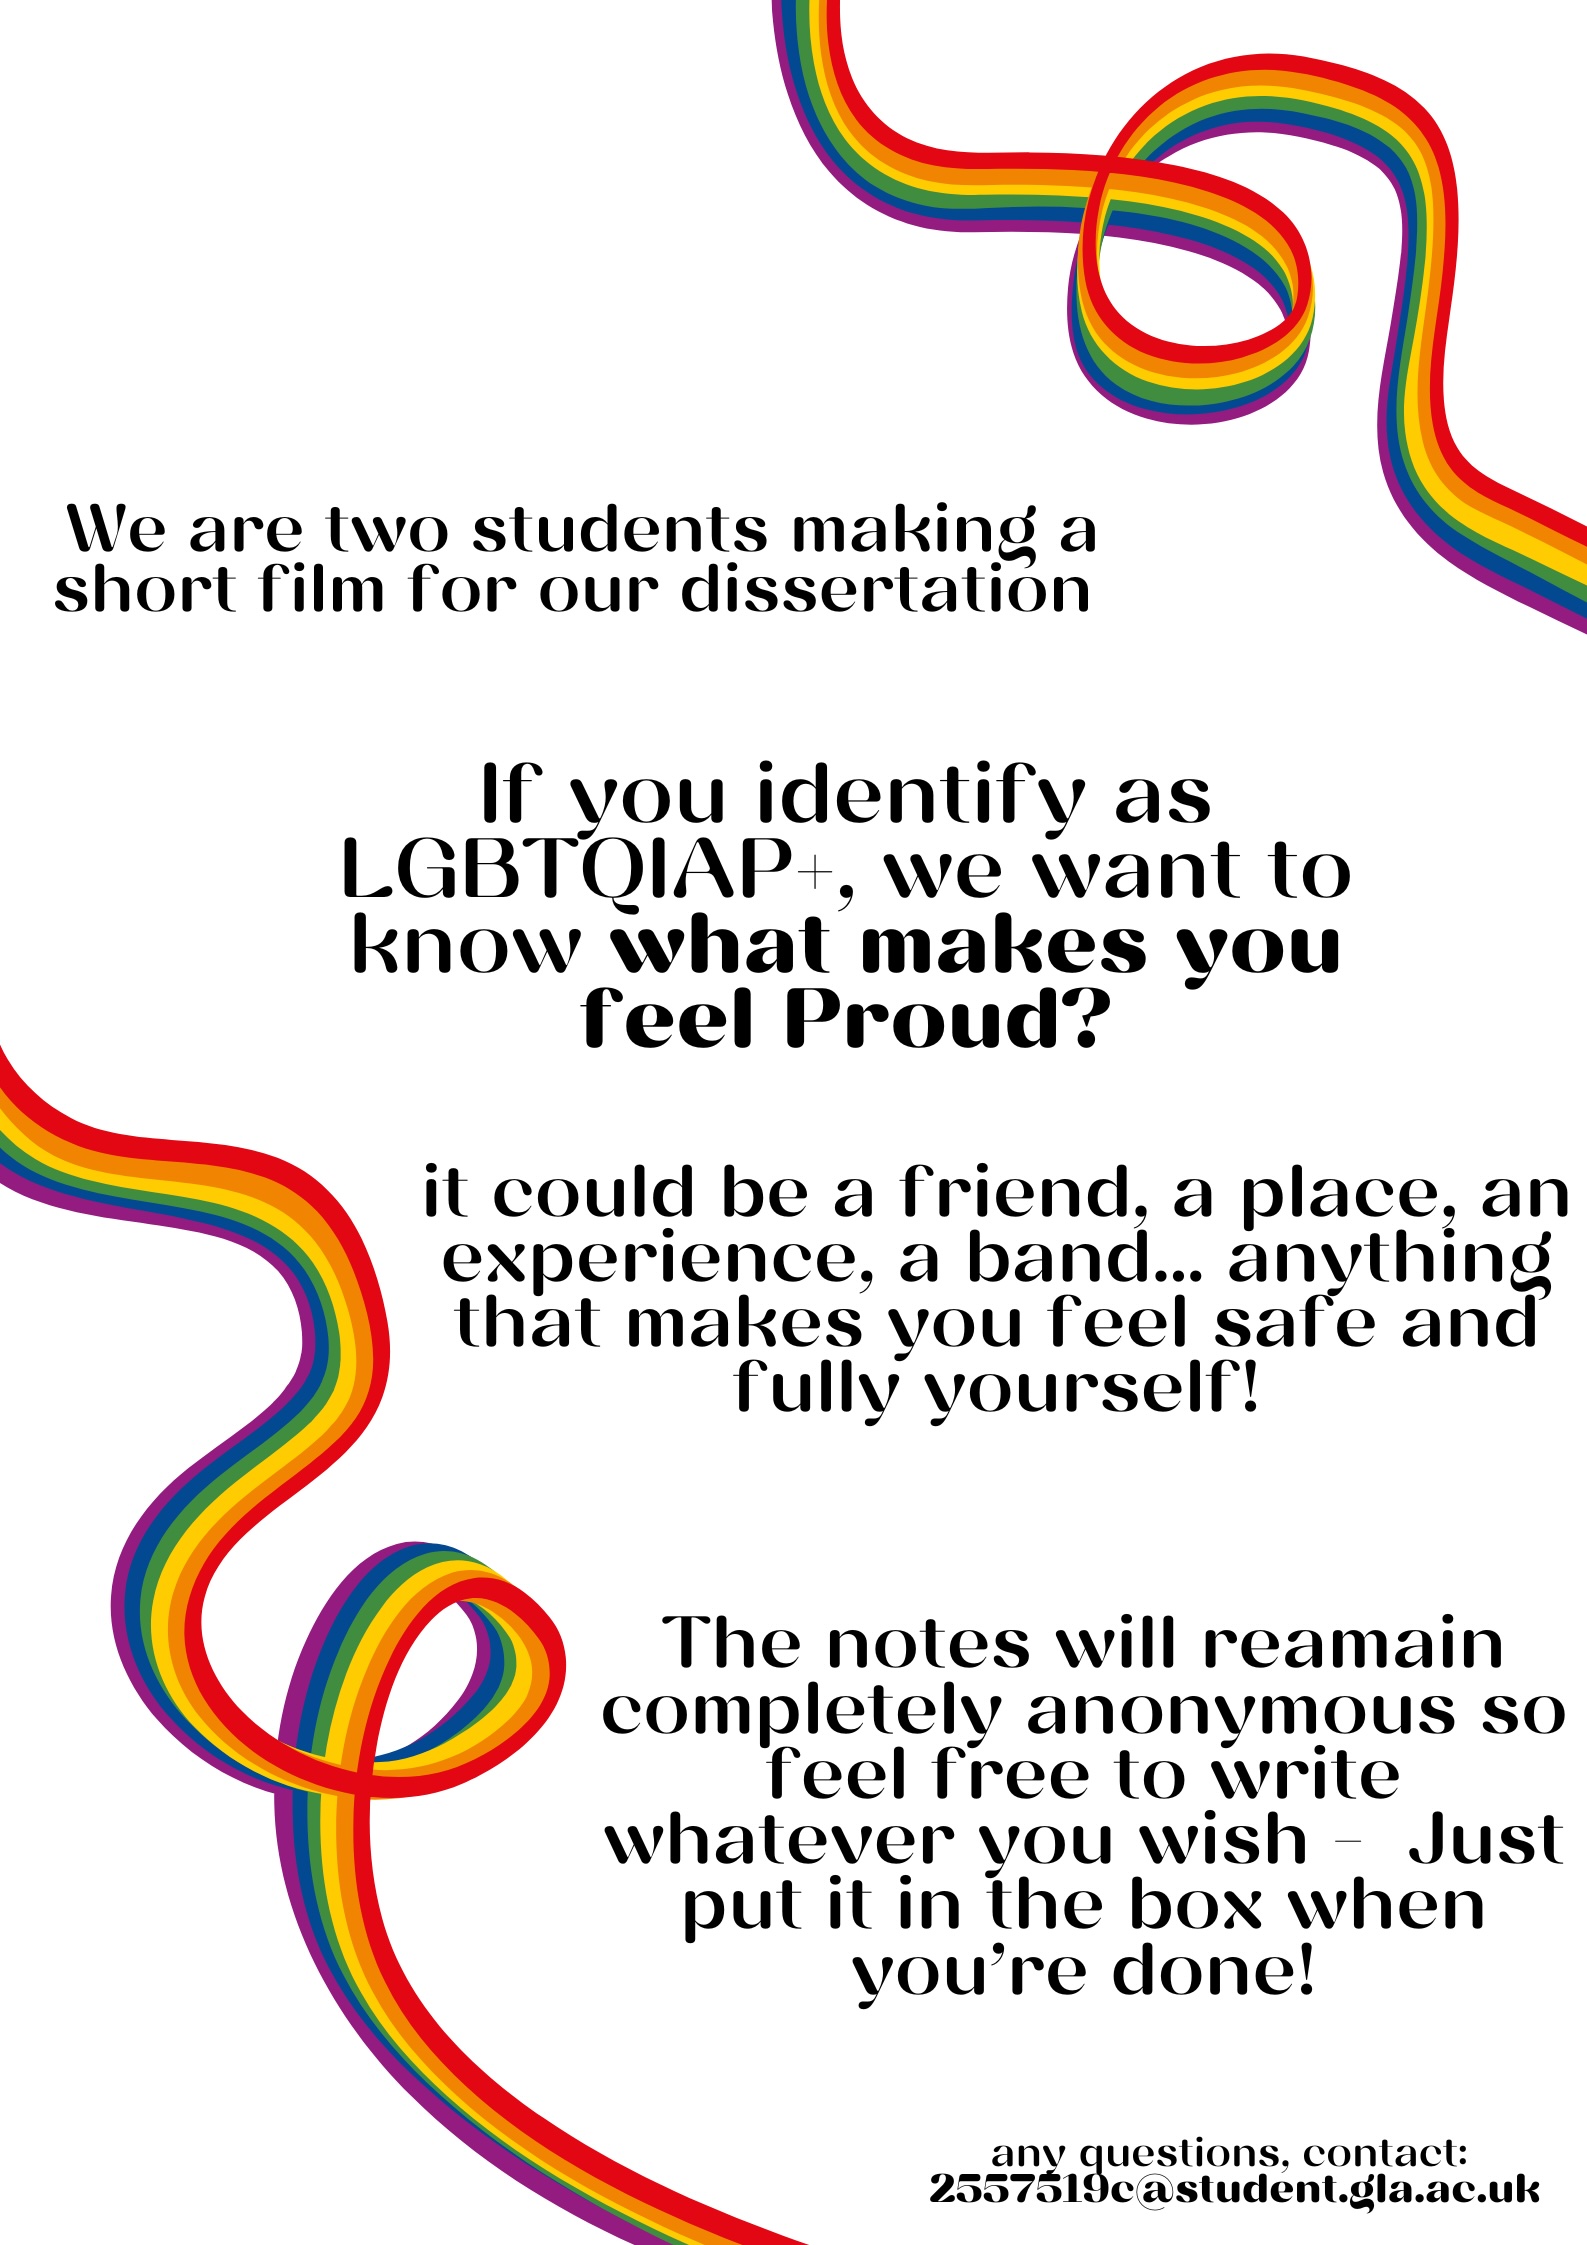 We are two students making a
short film for our dissertation
If you identify as
LGBTQIAP+, we want to
know what makes you
feel Proud?
it could be a friend, a place, an
experience, a band... anything
that makes you feel safe and
fully yourself!
The notes will reamain
completely anonymous so
feel free to write
whatever you wish - Just
put it in the box when
you're done!
any questions, contact:
2557519c@student.gla.ac.uk